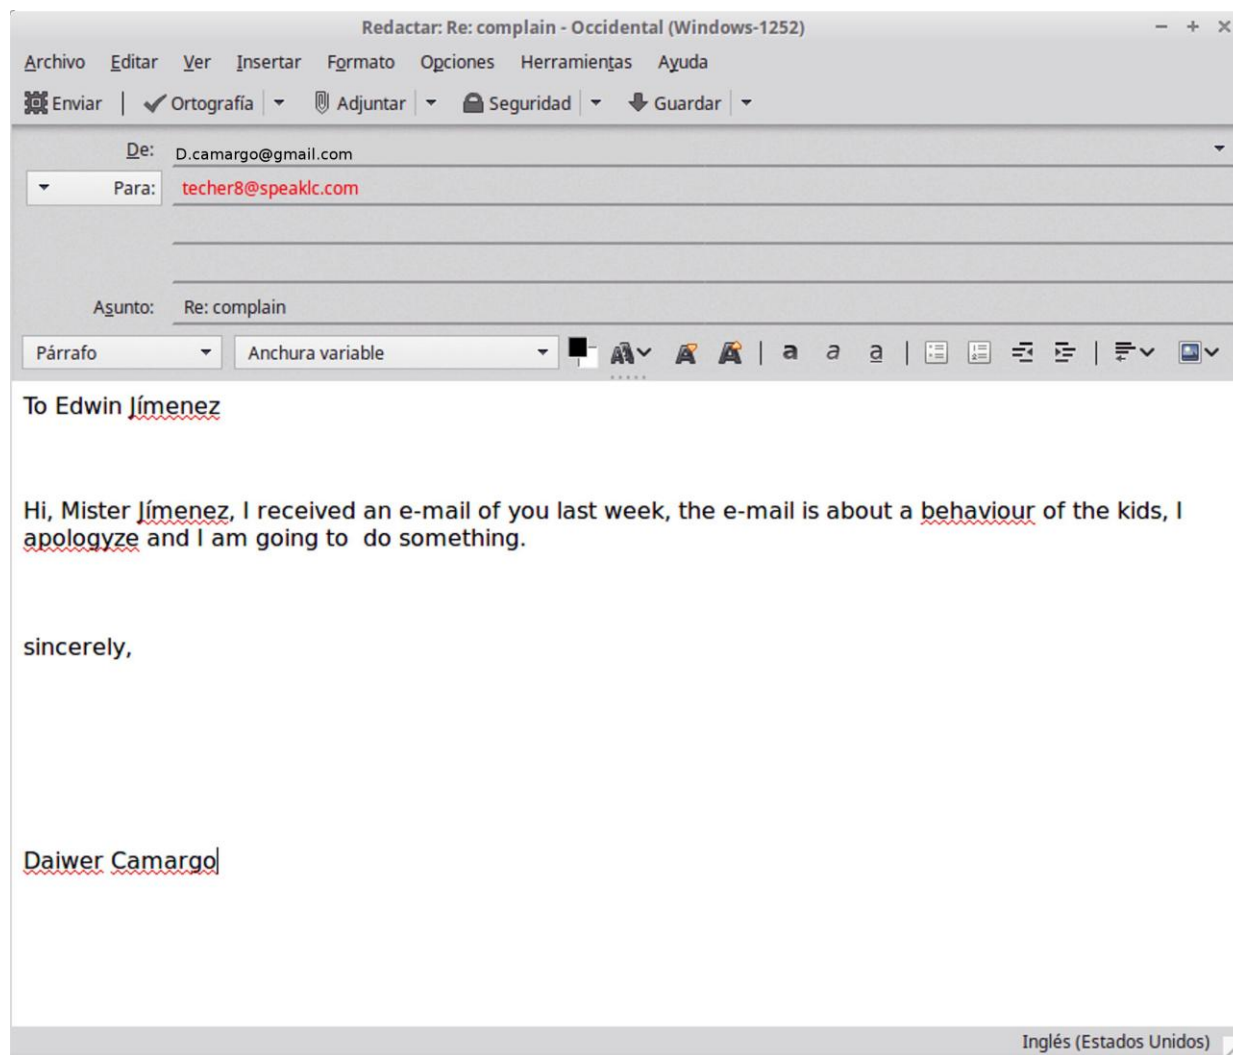 Redactar: Re: complain - Occidental (Windows-1252)
Archivo Editar Ver Insertar Formato Opciones Herramientas Ayuda
Enviar | Ortografía Adjuntar Seguridad Guardar
De: D.camargo@gmail.com
Para: techer8@speaklc.com
Asunto: Re: complain
Párrafo Anchura variable a a a
To Edwin Jímenez
Hi, Mister Jímenez, I received an e-mail of you last week, the e-mail is about a behaviour of the kids, I
apologyze and I am going to  do something.
sincerely,
Daiwer Camargo
Inglés (Estados Unidos)